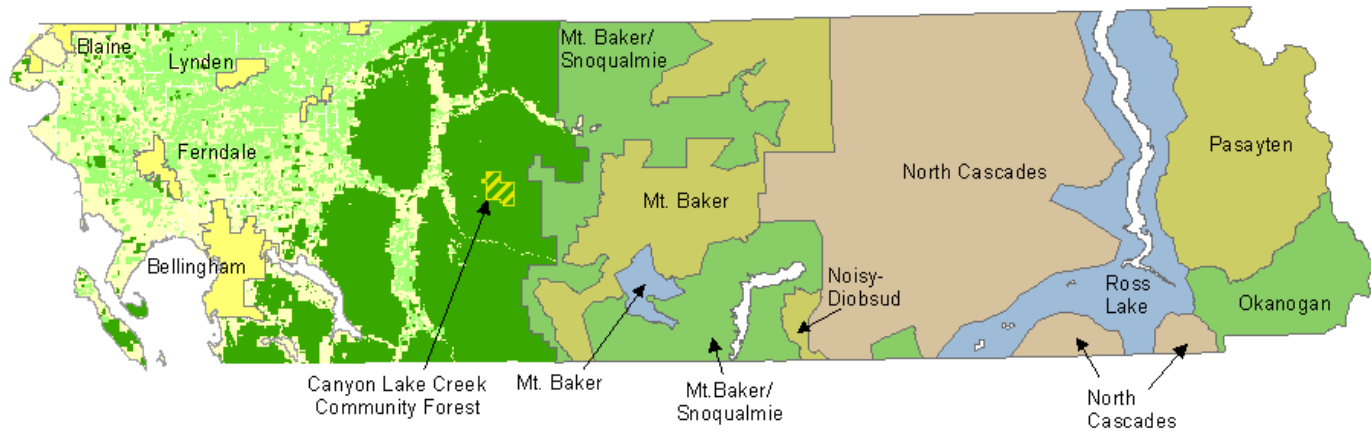 Blaine
Lynden
Ferndale
Bellingham
Mt. Baker/
Snoqualmie
Mt. Baker
North Cascades
Pasayten
Noisy-
Diobsud
Ross
Lake
Okanogan
Canyon Lake Creek
Community Forest
Mt. Baker
Mt.Baker/
Snoqualmie
North
Cascades